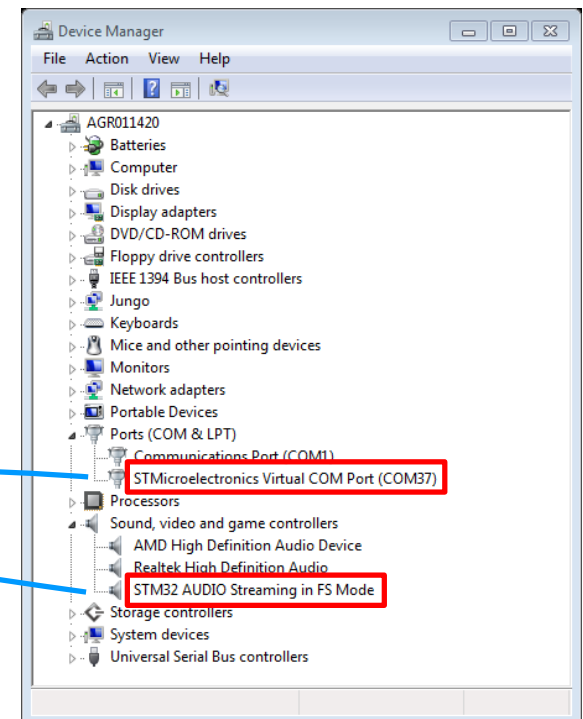 Device Manager
File Action View Help
AGR011420
Batteries
Computer
Disk drives
Display adapters
DVD/CD-ROM drives
Floppy drive controllers
IEEE 1394 Bus host controllers
Jungo
Keyboards
Mice and other pointing devices
Monitors
Network adapters
Portable Devices
Ports (COM & LPT)
Communications Port (COM1)
STMicroelectronics Virtual COM Port (COM37)
Processors
Sound, video and game controllers
AMD High Definition Audio Device
Realtek High Definition Audio
STM32 AUDIO Streaming in FS Mode
Storage controllers
System devices
Universal Serial Bus controllers